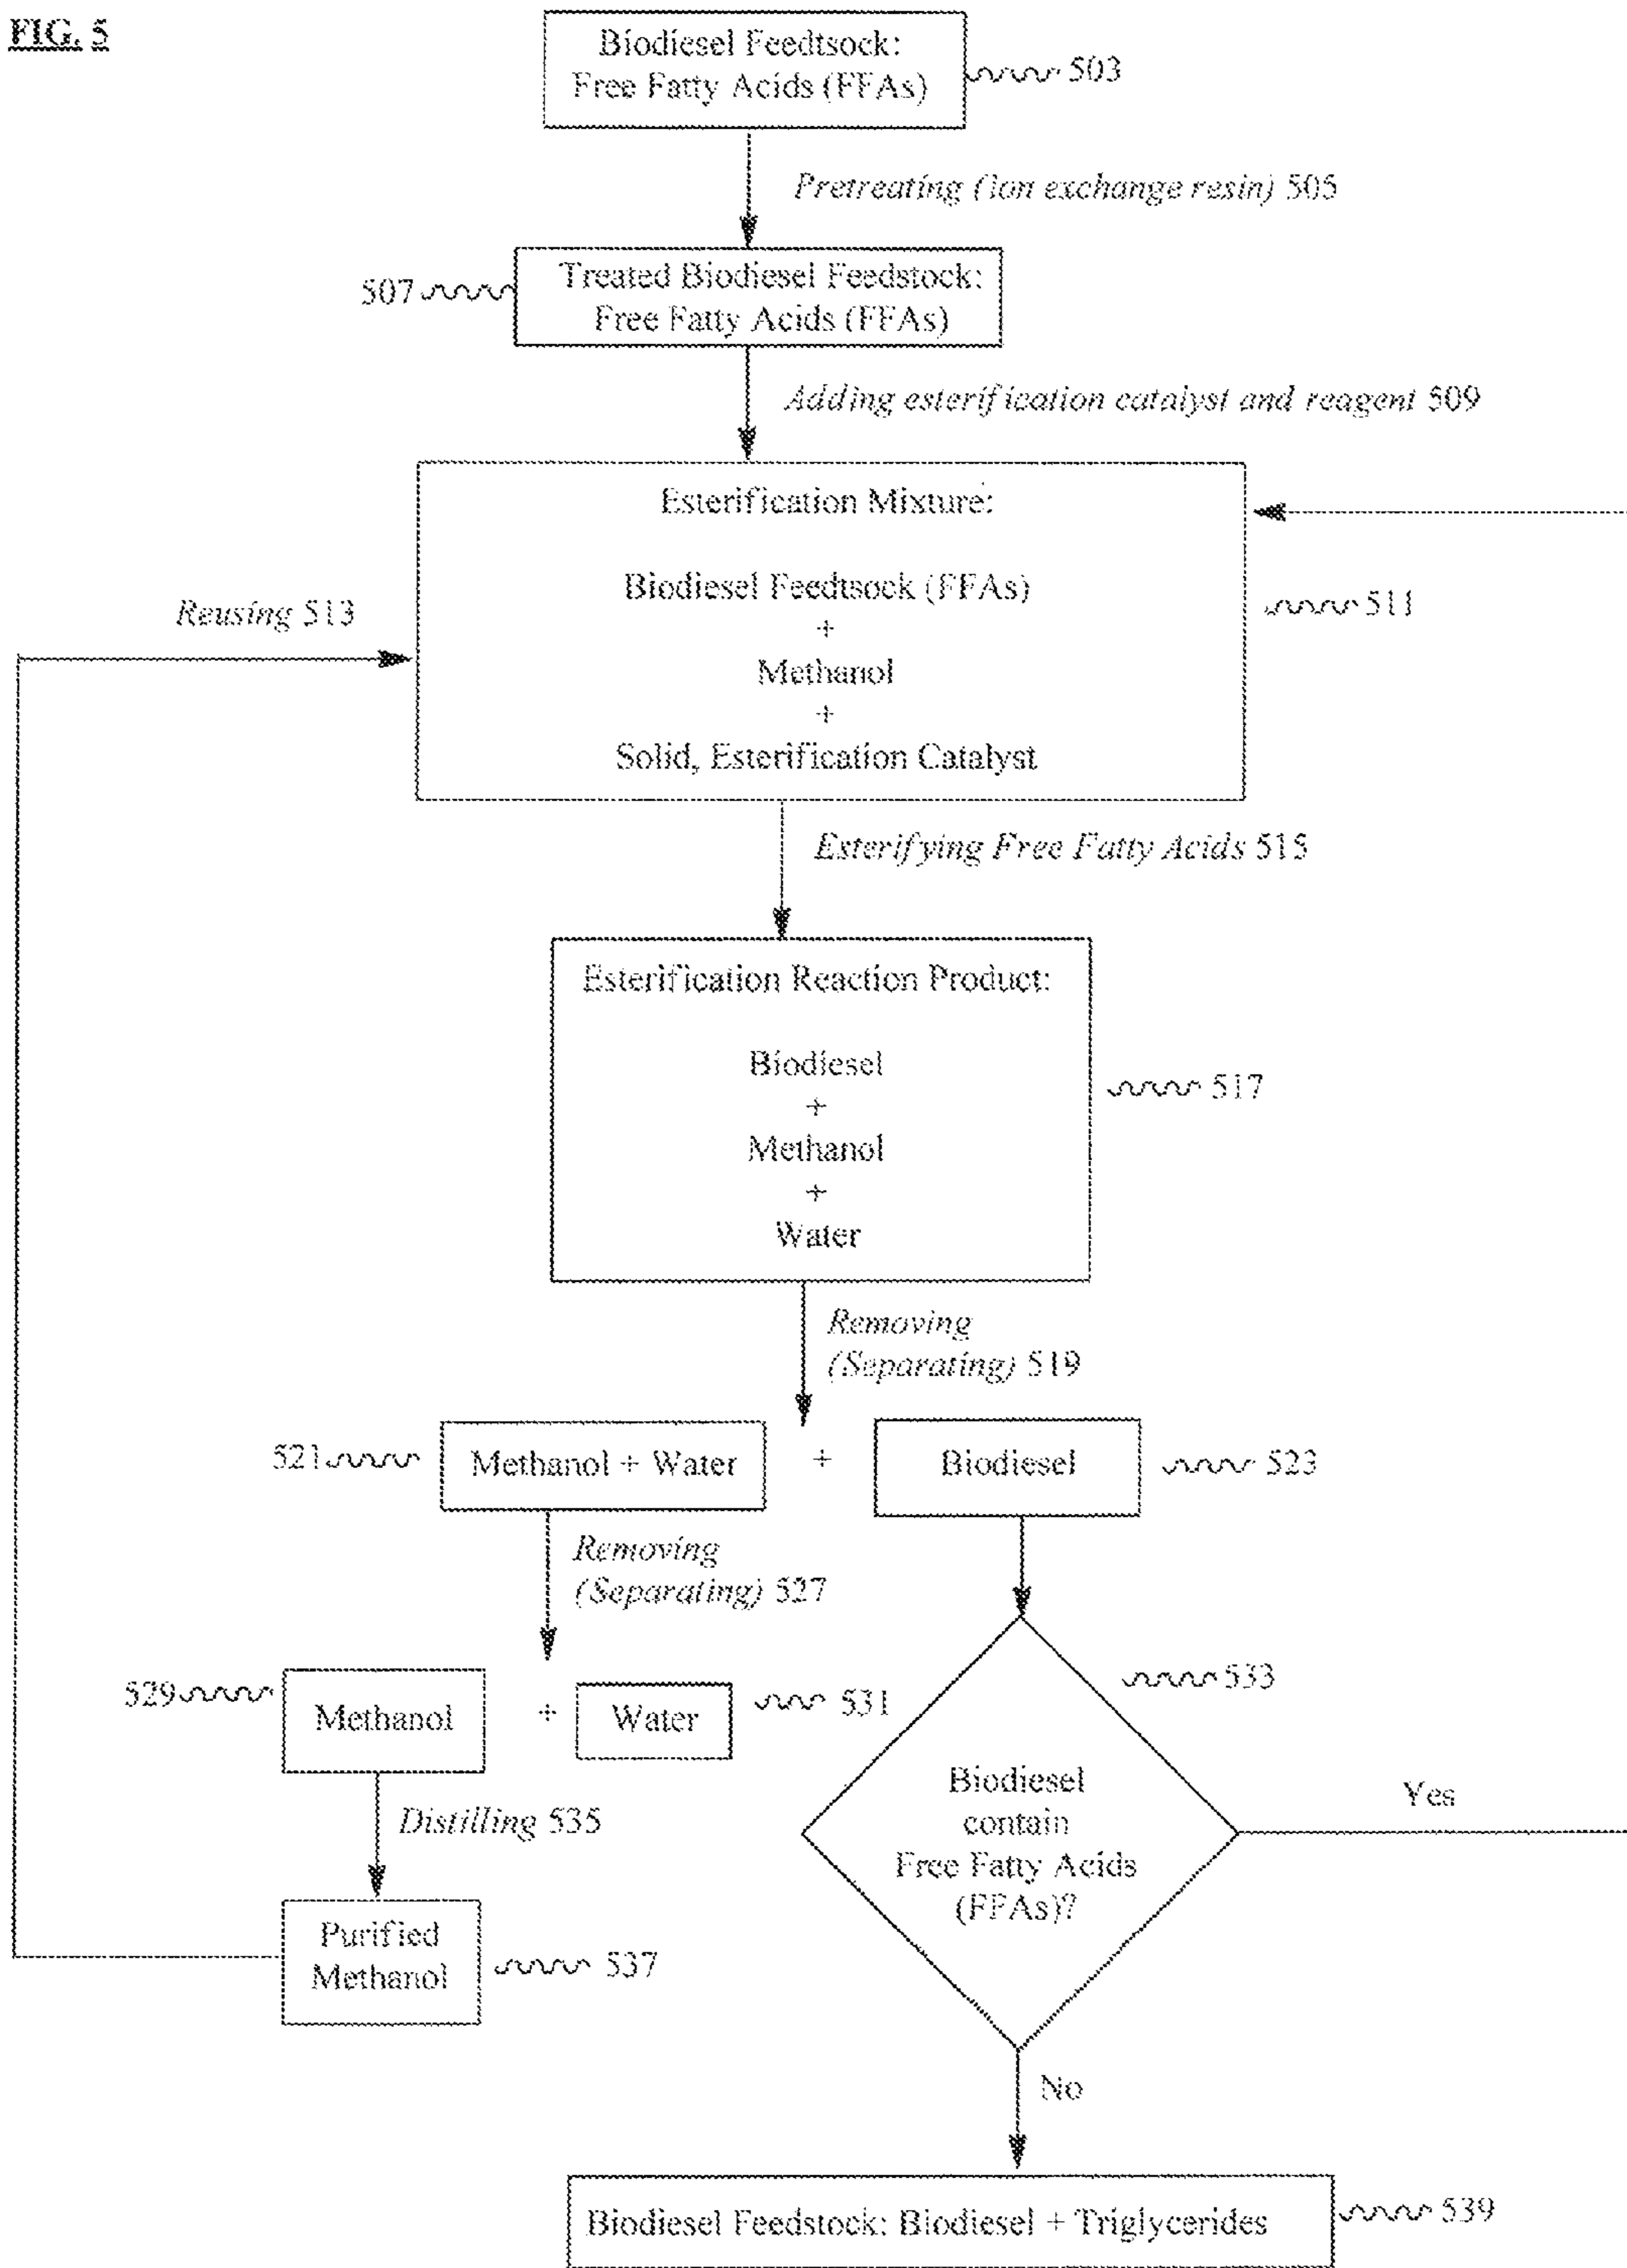 FIG. 5
Biodiesel Feedtsock:
Free Fatty Acids (FFAs)
503
Pretreating (ion exchange resin) 505
507
Treated Biodiesel Feedstock:
Free Fatty Acids (FFAs)
Adding esterification catalyst and reagent 509
Esterification Mixture:
Biodiesel Feedtsock (FFAs)
+
Methanol
+
Solid, Esterification Catalyst
511
Reusing 513
Esterifying Free Fatty Acids 515
Esterification Reaction Product:
Biodiesel
+
Methanol
+
Water
517
Removing
(Separating) 519
521
Methanol + Water
+
Biodiesel
523
Removing
(Separating) 527
529
Methanol
+
Water
531
533
Biodiesel
contain
Free Fatty Acids
(FFAs)?
Yes
Distilling 535
Purified
Methanol
537
No
Biodiesel Feedstock: Biodiesel + Triglycerides
539